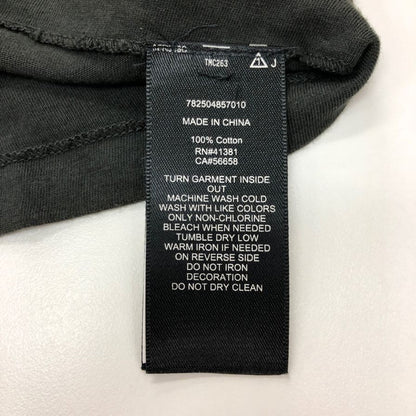 TMC263
J
782504857010
MADE IN CHINA
100% Cotton
RN#41381
CA#56658
TURN GARMENT INSIDE
OUT
MACHINE WASH COLD
WASH WITH LIKE COLORS
ONLY NON-CHLORINE
BLEACH WHEN NEEDED
TUMBLE DRY LOW
WARM IRON IF NEEDED
ON REVERSE SIDE
DO NOT IRON
DECORATION
DO NOT DRY CLEAN